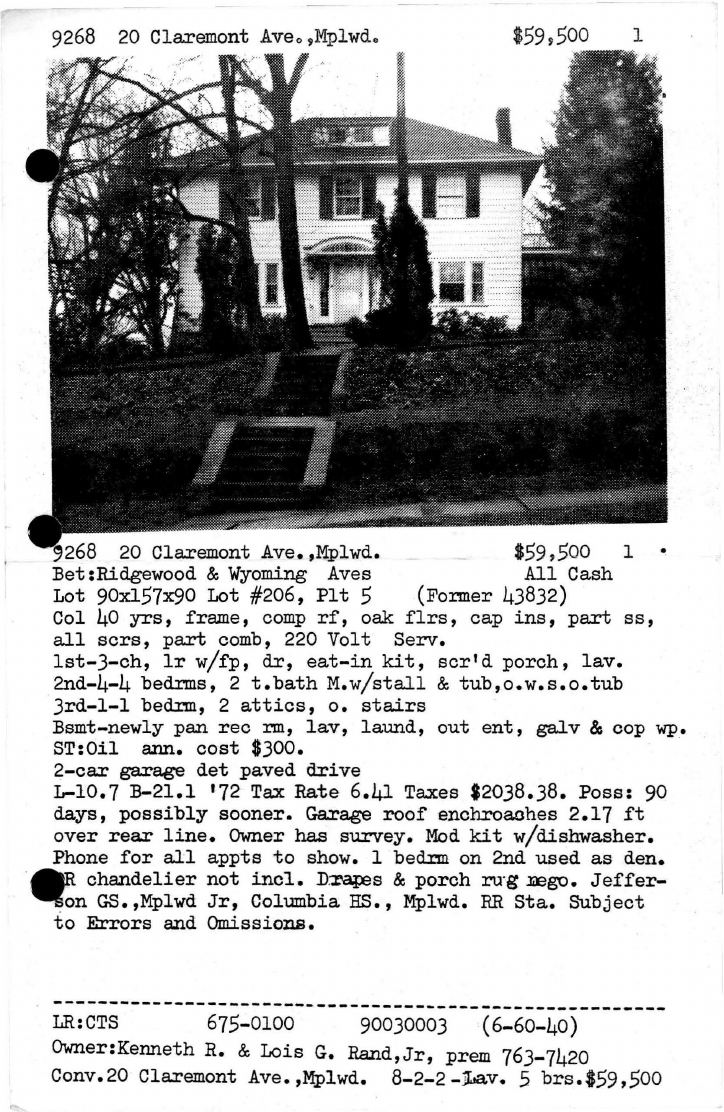 9268 20 Claremont Ave.,Mplwd. $59,500 1
9268 20 Claremont Ave.,Mplwd. $59,500 1
Bet:Ridgewood & Wyoming Aves All Cash
Lot 90x157x90 Lot #206, Plt 5 (Former 43832)
Col 40 yrs, frame, comp rf, oak flrs, cap ins, part ss,
all scrs, part comb, 220 Volt Serv.
1st-3-ch, lr w/fp, dr, eat-in kit, scr'd porch, lav.
2nd-4-4 bedrms, 2 t.bath M.w/stall & tub,o.w.s.o.tub
3rd-1-1 bedrm, 2 attics, o. stairs
Bsmt-newly pan rec rm, lav, laund, out ent, galv & cop wp.
ST:Oil ann. cost $300.
2-car garage det paved drive
L-10.7 B-21.1 '72 Tax Rate 6.41 Taxes $2038.38. Poss: 90
days, possibly sooner. Garage roof enchroaches 2.17 ft
over rear line. Owner has survey. Mod kit w/dishwasher.
Phone for all appts to show. 1 bedrm on 2nd used as den.
R chandelier not incl. Drapes & porch rug nego. Jeffer-
son GS.,Mplwd Jr, Columbia HS., Mplwd. RR Sta. Subject
to Errors and Omissions.
LR:CTS 675-0100 90030003 (6-60-40)
Owner:Kenneth R. & Lois G. Rand,Jr, prem 763-7420
Conv.20 Claremont Ave.,Mplwd. 8-2-2-Lav. 5 brs.$59,500